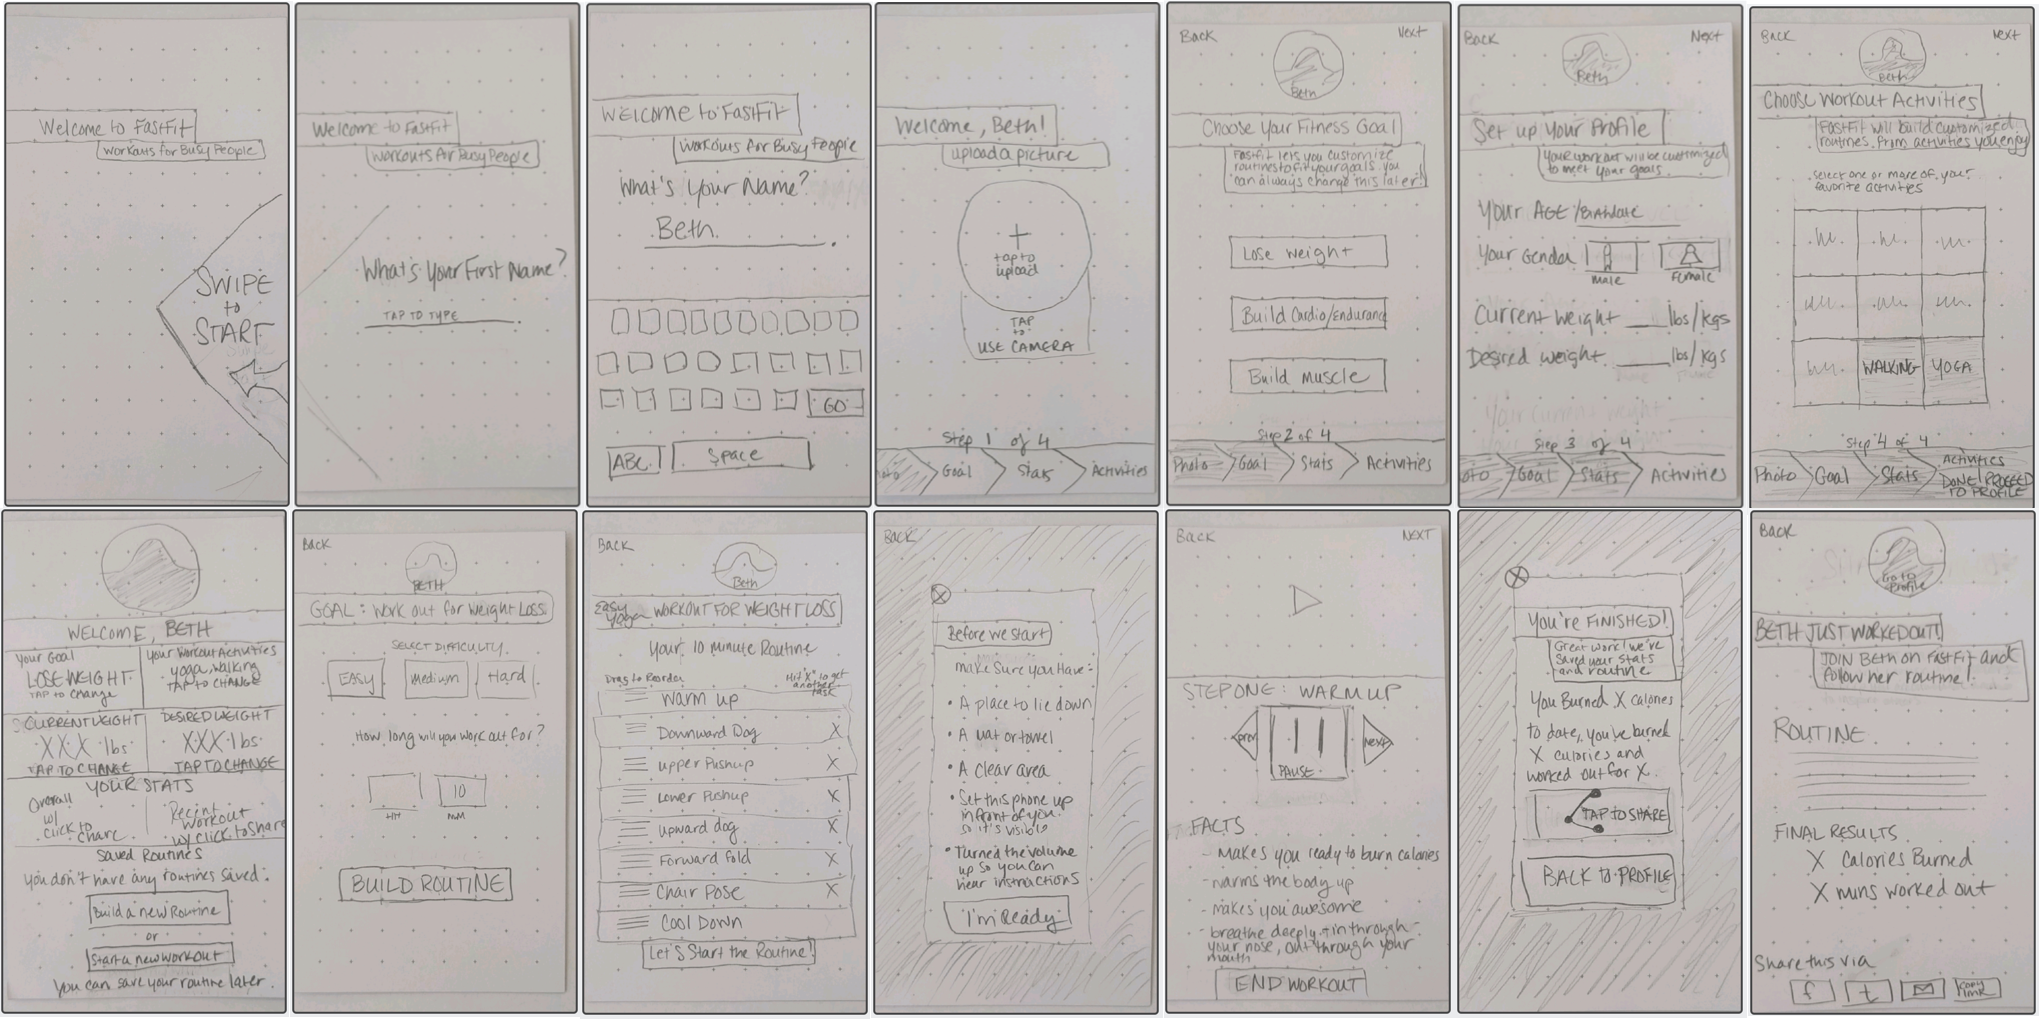 Welcome to FastFit
Workouts for Busy People
SWIPE
to
START
Welcome to FastFit
Workouts for Busy People
What's Your First Name?
TAP TO TYPE
WELCOME to FASTFit
Workouts for Busy People
What's Your Name?
Beth
GO
ABC
Space
Welcome, Beth!
upload a picture
+
tap to
upload
TAP
to
USE CAMERA
Step 1 of 4
Goal
Stats
Activities
Back
Next
Beth
Choose Your Fitness Goal
Fastfit lets you customize
routines to fit your goals. You
can always change this later!
Lose weight
Build Cardio/Endurance
Build muscle
Step 2 of 4
Photo
Goal
Stats
Activities
Back
Next
Beth
Set up Your Profile
Your workout will be customized
to meet your goals.
Your AGE/Birthdate
Your Gender
male
Female
Current Weight ___ lbs/kgs
Desired weight ___ lbs/kgs
Step 3 of 4
oto
Goal
Stats
Activities
Back
Next
Beth
Choose Workout Activities
FastFit will build customized
routines from activities you enjoy
select one or more of your
favorite activities
WALKING
YOGA
Step 4 of 4
Photo
Goal
Stats
Activities
DONE! PROCEED
TO PROFILE
WELCOME, BETH
Your Goal
LOSE WEIGHT
TAP to change
Your Workout Activities
yoga, walking
TAP TO CHANGE
CURRENT WEIGHT
XXX lbs
TAP TO CHANGE
DESIRED WEIGHT
XXX lbs
TAP TO CHANGE
YOUR STATS
Overall
w/
click to
share
Recent
workout
w/ click to share
Saved Routines
You don't have any routines saved:
Build a new Routine
or
Start a new workout
You can save your routine later.
Back
BETH
GOAL: Work out for Weight Loss
SELECT DIFFICULTY
EASY
Medium
Hard
How long will you work out for?
10
HH
MM
BUILD ROUTINE
Back
Beth
Easy
Yoga
WORKOUT FOR WEIGHT LOSS
Your 10 minute Routine
Drag to Reorder
Hit "X" to get
another
task
Warm up
Downward Dog X
upper Pushup X
Lower Pushup X
upward dog X
Forward fold X
Chair Pose X
Cool Down
Let's Start the Routine!
Back
X
Before we start
make sure you have:
• A place to lie down
• A mat or towel
• A clear area
• Set this phone up
in front of you
so it's visible
• Turned the volume
up so you can
hear instructions
I'm Ready
Back
NEXT
STEP ONE: WARM UP
prev
PAUSE
next
FACTS
- Makes you ready to burn calories
- warms the body up
- makes you awesome
- breathe deeply - in through
your nose, out through your
mouth
END WORKOUT
X
You're FINISHED!
Great work! We've
saved your stats
and routine
You Burned X calories
to date, you've burned
X calories and
worked out for X.
TAP TO SHARE
BACK to PROFILE
Back
Go to
Profile
BETH JUST WORKED OUT!
JOIN Beth on FastFit and
follow her routine!
ROUTINE
FINAL RESULTS
X Calories Burned
X mins worked out
Share this via
f
t
copy
link